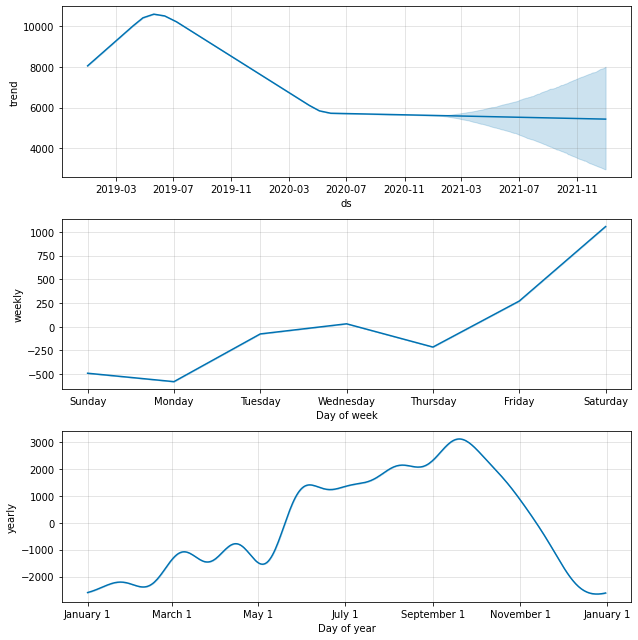 10000
8000
6000
4000
trend
2019-03 2019-07 2019-11 2020-03 2020-07 2020-11 2021-03 2021-07 2021-11
ds
1000
750
500
250
0
−250
−500
weekly
Sunday Monday Tuesday Wednesday Thursday Friday Saturday
Day of week
3000
2000
1000
0
−1000
−2000
yearly
January 1 March 1 May 1 July 1 September 1 November 1 January 1
Day of year